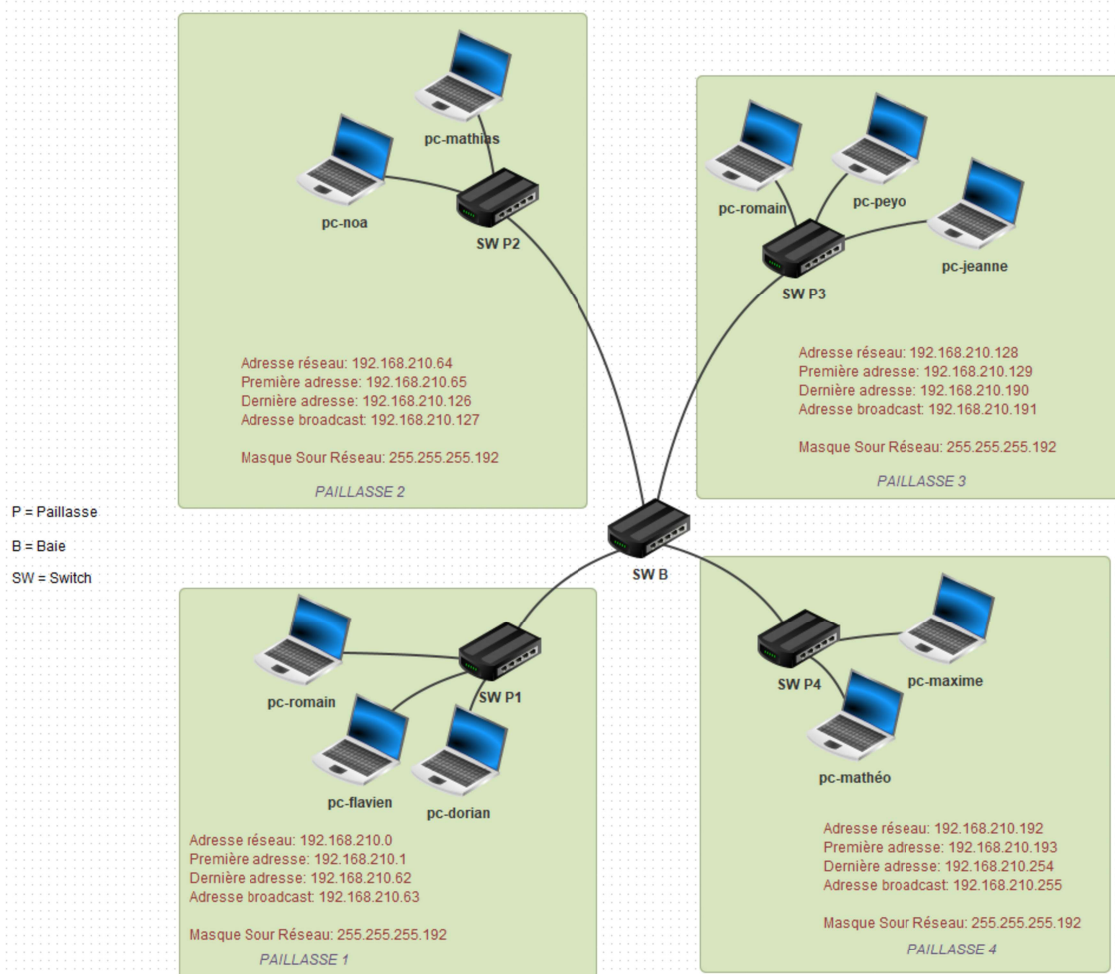 pc-mathias
pc-noa
SW P2
Adresse réseau: 192.168.210.64
Première adresse: 192.168.210.65
Dernière adresse: 192.168.210.126
Adresse broadcast: 192.168.210.127
Masque Sour Réseau: 255.255.255.192
PAILLASSE 2
pc-romain
pc-peyo
pc-jeanne
SW P3
Adresse réseau: 192.168.210.128
Première adresse: 192.168.210.129
Dernière adresse: 192.168.210.190
Adresse broadcast: 192.168.210.191
Masque Sour Réseau: 255.255.255.192
PAILLASSE 3
P = Paillasse
B = Baie
SW = Switch
SW B
pc-romain
SW P1
pc-flavien
pc-dorian
Adresse réseau: 192.168.210.0
Première adresse: 192.168.210.1
Dernière adresse: 192.168.210.62
Adresse broadcast: 192.168.210.63
Masque Sour Réseau: 255.255.255.192
PAILLASSE 1
SW P4
pc-maxime
pc-mathéo
Adresse réseau: 192.168.210.192
Première adresse: 192.168.210.193
Dernière adresse: 192.168.210.254
Adresse broadcast: 192.168.210.255
Masque Sour Réseau: 255.255.255.192
PAILLASSE 4